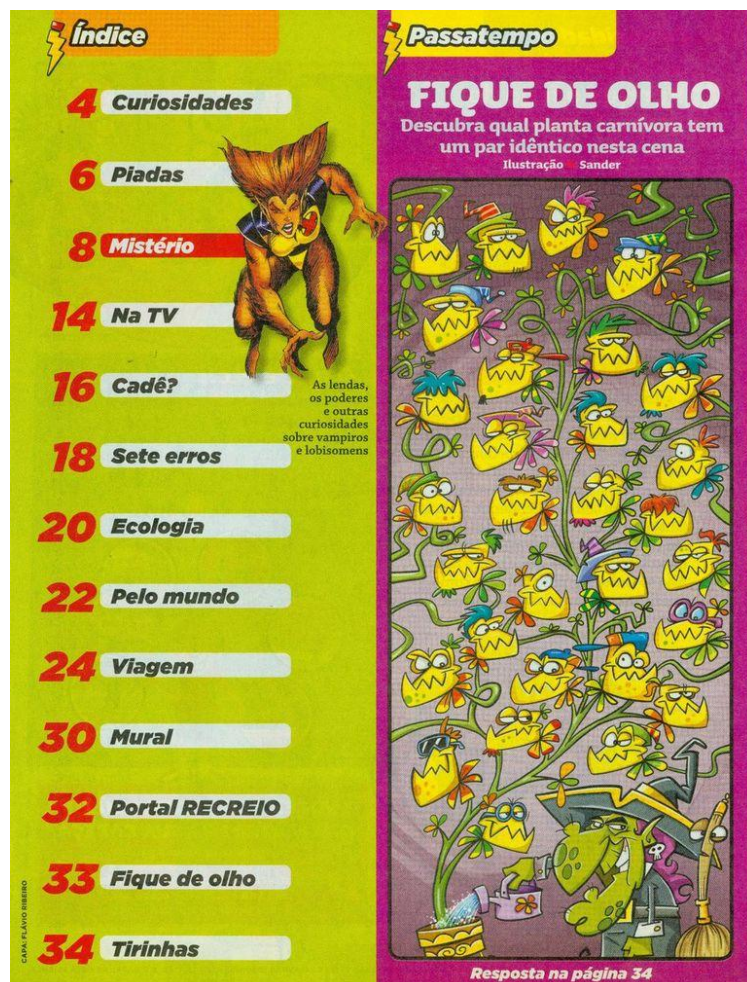 Índice
4 Curiosidades
6 Piadas
8 Mistério
14 Na TV
16 Cadê?
As lendas,
os poderes
e outras
curiosidades
sobre vampiros
e lobisomens
18 Sete erros
20 Ecologia
22 Pelo mundo
24 Viagem
30 Mural
32 Portal RECREIO
33 Fique de olho
34 Tirinhas
CAPA: FLÁVIO RIBEIRO
Passatempo
FIQUE DE OLHO
Descubra qual planta carnívora tem
um par idêntico nesta cena
Ilustração Sander
Resposta na página 34